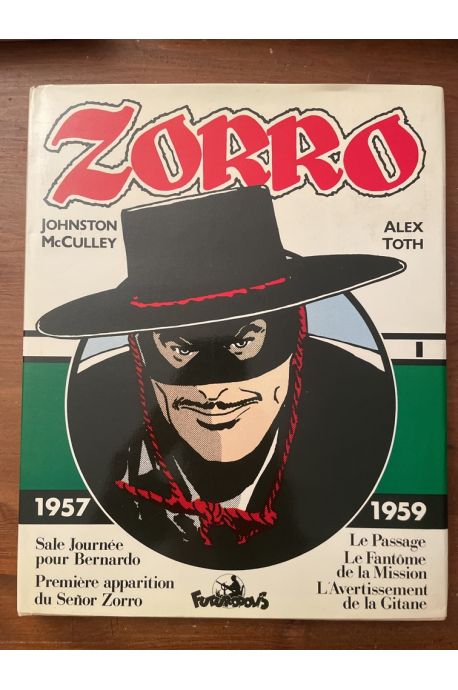 ZORRO
JOHNSTON
McCULLEY
ALEX
TOTH
I
1957
1959
Sale Journée
pour Bernardo
Première apparition
du Señor Zorro
Le Passage
Le Fantôme
de la Mission
L'Avertissement
de la Gitane
FUTUROPOLIS